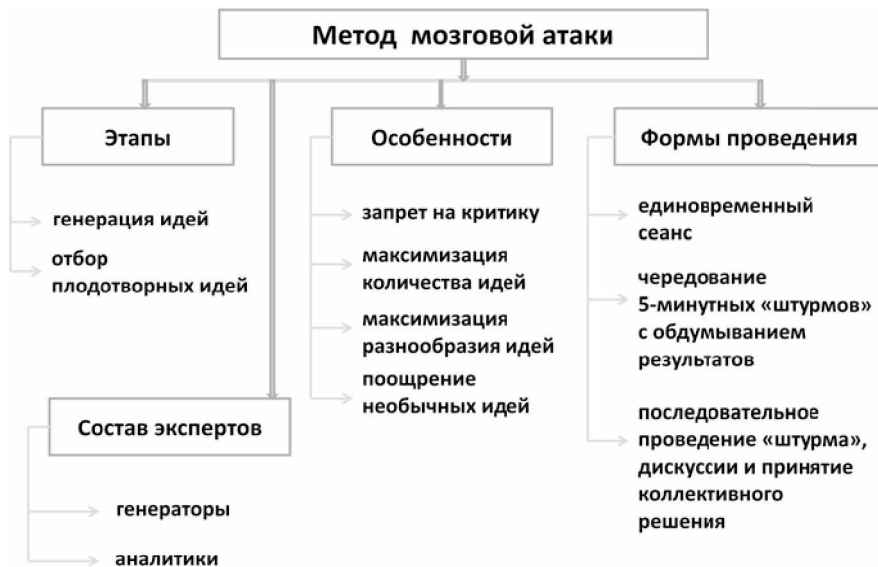 Метод мозговой атаки
Этапы
генерация идей
отбор
плодотворных идей
Состав экспертов
генераторы
аналитики
Особенности
запрет на критику
максимизация
количества идей
максимизация
разнообразия идей
поощрение
необычных идей
Формы проведения
единовременный
сеанс
чередование
5-минутных «штурмов»
с обдумыванием
результатов
последовательное
проведение «штурма»,
дискуссии и принятие
коллективного
решения